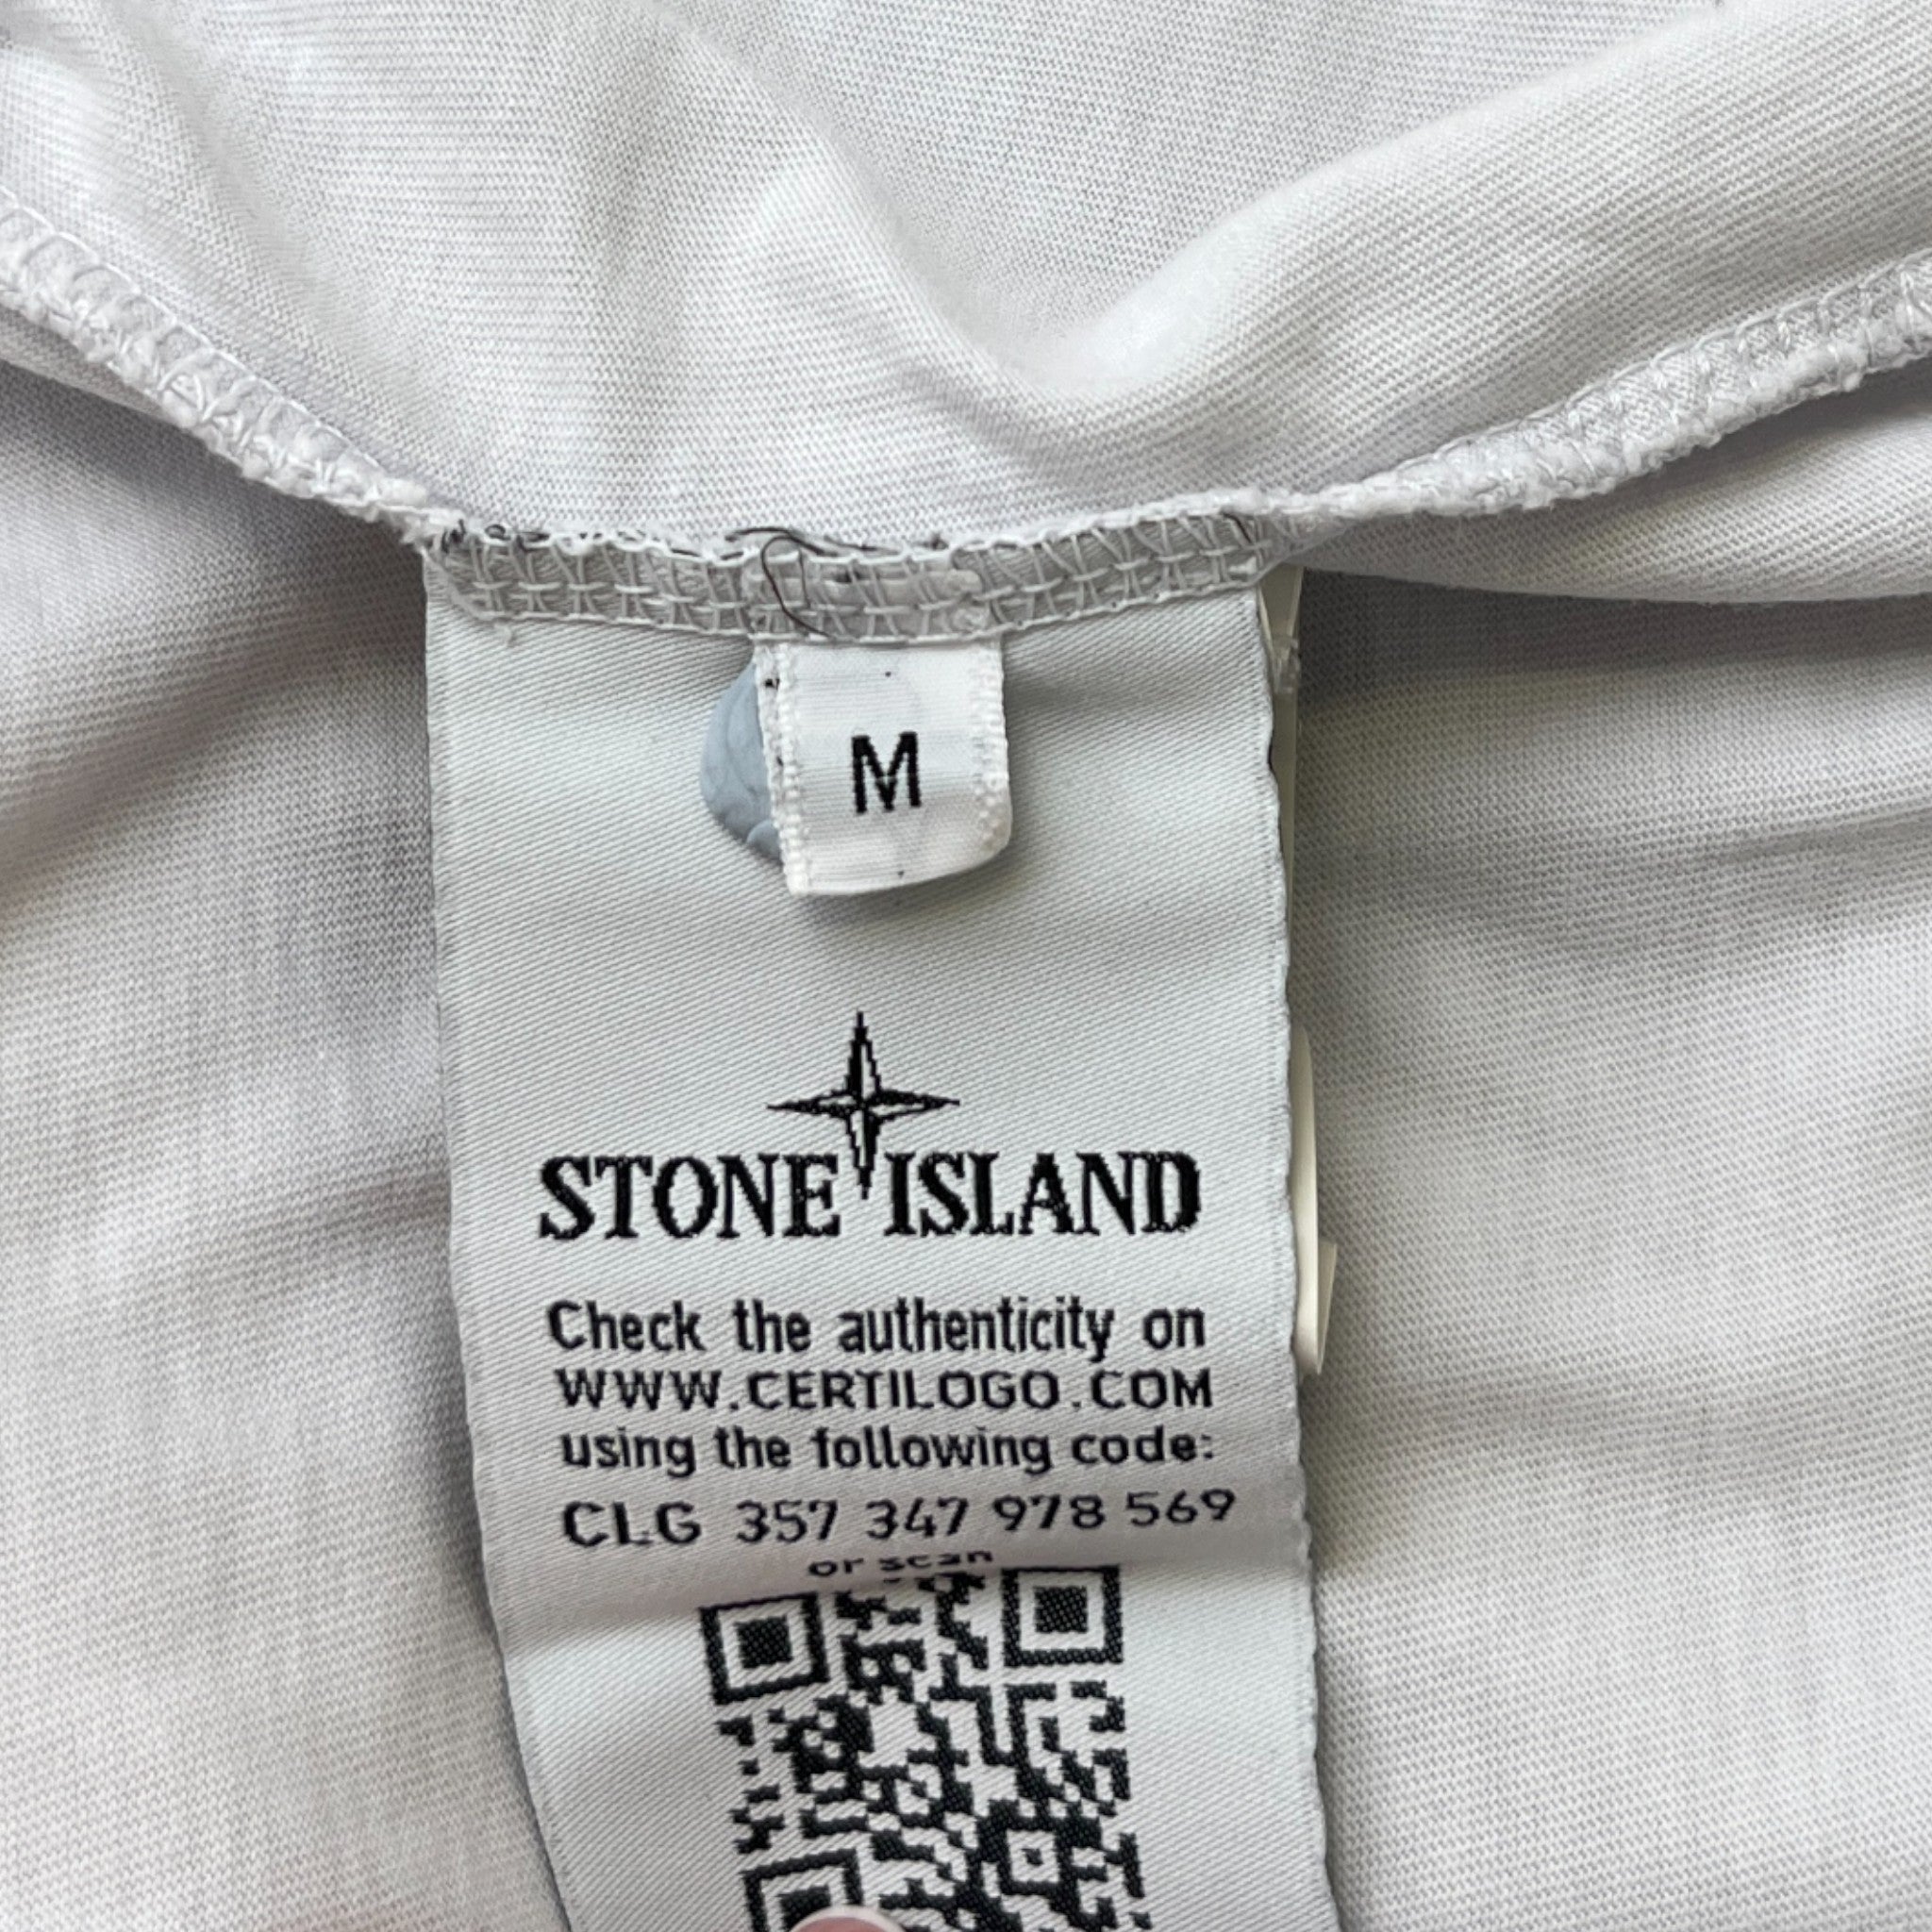 M
STONE ISLAND
Check the authenticity on
WWW.CERTILOGO.COM
using the following code:
CLG 357 347 978 569
or scan